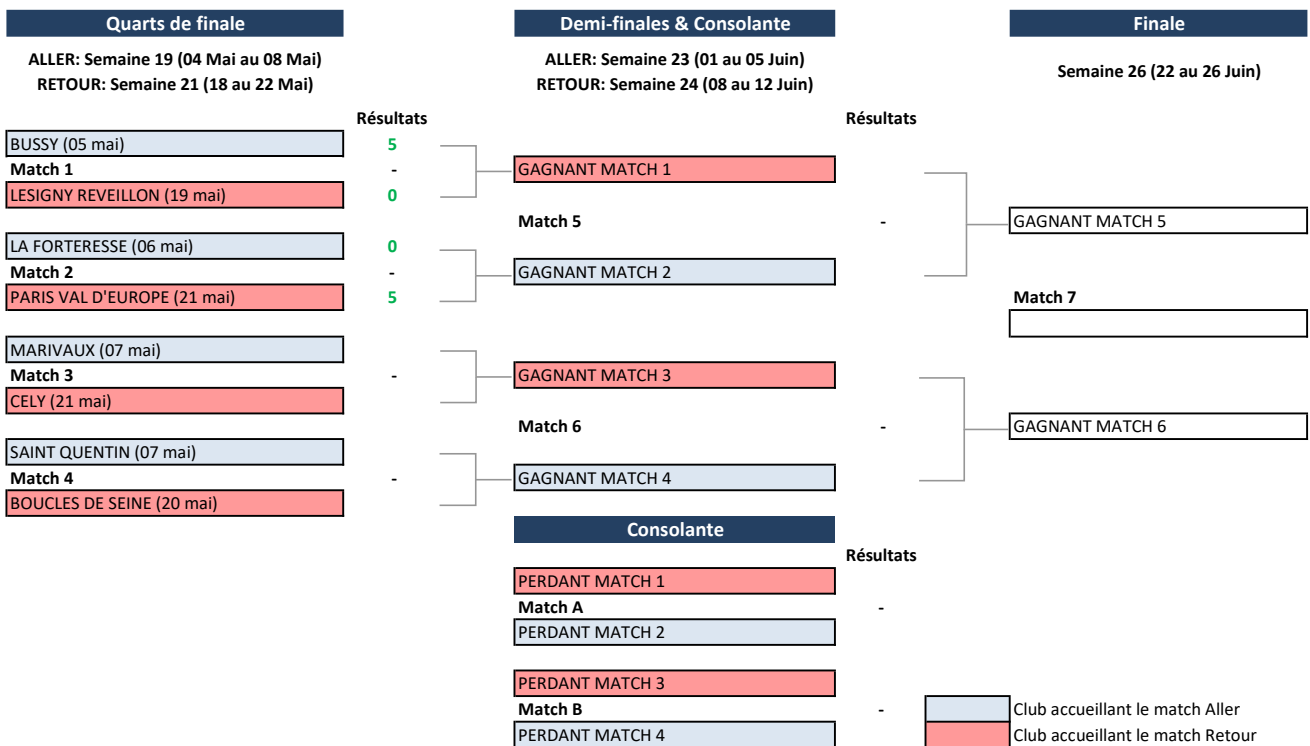 Quarts de finale
Demi-finales & Consolante
Finale
ALLER: Semaine 19 (04 Mai au 08 Mai)
RETOUR: Semaine 21 (18 au 22 Mai)
ALLER: Semaine 23 (01 au 05 Juin)
RETOUR: Semaine 24 (08 au 12 Juin)
Semaine 26 (22 au 26 Juin)
Résultats
Résultats
BUSSY (05 mai) 5
Match 1 -
LESIGNY REVEILLON (19 mai) 0
GAGNANT MATCH 1
Match 5 -
GAGNANT MATCH 2
LA FORTERESSE (06 mai) 0
Match 2 -
PARIS VAL D'EUROPE (21 mai) 5
GAGNANT MATCH 5
Match 7
MARIVAUX (07 mai)
Match 3 -
CELY (21 mai)
GAGNANT MATCH 3
Match 6 -
GAGNANT MATCH 4
GAGNANT MATCH 6
SAINT QUENTIN (07 mai)
Match 4 -
BOUCLES DE SEINE (20 mai)
Consolante
Résultats
PERDANT MATCH 1
Match A -
PERDANT MATCH 2
PERDANT MATCH 3
Match B -
PERDANT MATCH 4
Club accueillant le match Aller
Club accueillant le match Retour